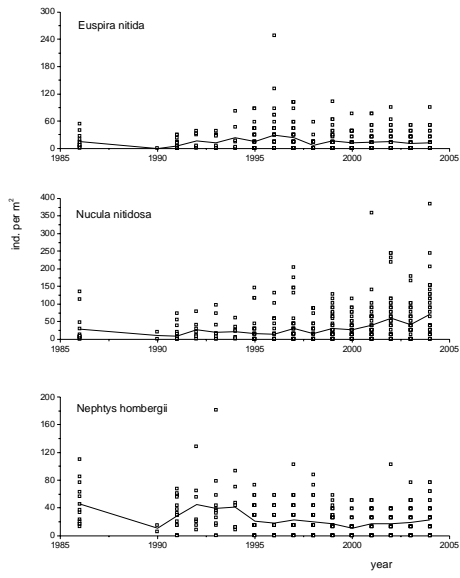 300
240
180
120
60
0
Euspira nitida
1985 1990 1995 2000 2005
ind. per m²
400
350
300
250
200
150
100
50
0
Nucula nitidosa
1985 1990 1995 2000 2005
200
160
120
80
40
0
Nephtys hombergii
1985 1990 1995 2000 2005
year